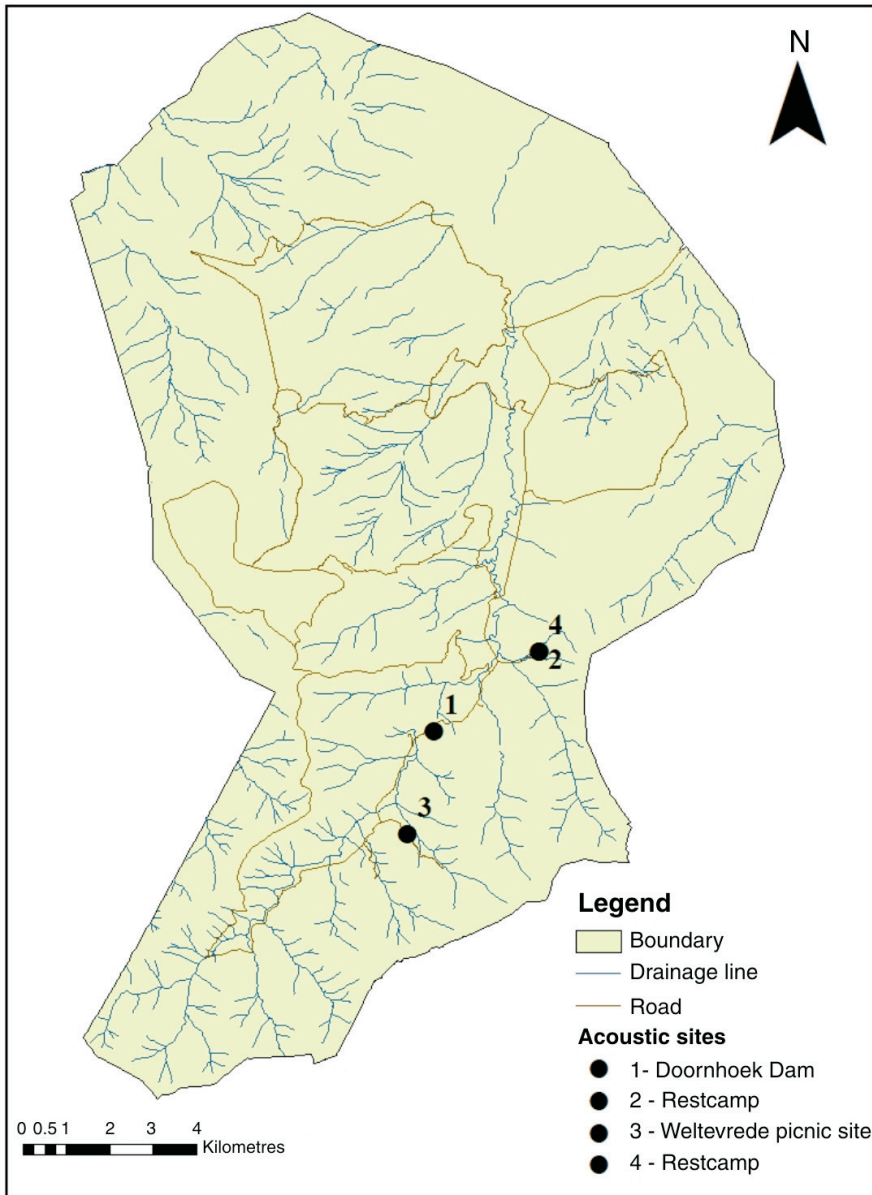 N
4
2
1
3
Legend
Boundary
Drainage line
Road
Acoustic sites
1- Doornhoek Dam
2 - Restcamp
3 - Weltevrede picnic site
4 - Restcamp
0 0.5 1 2 3 4
Kilometres